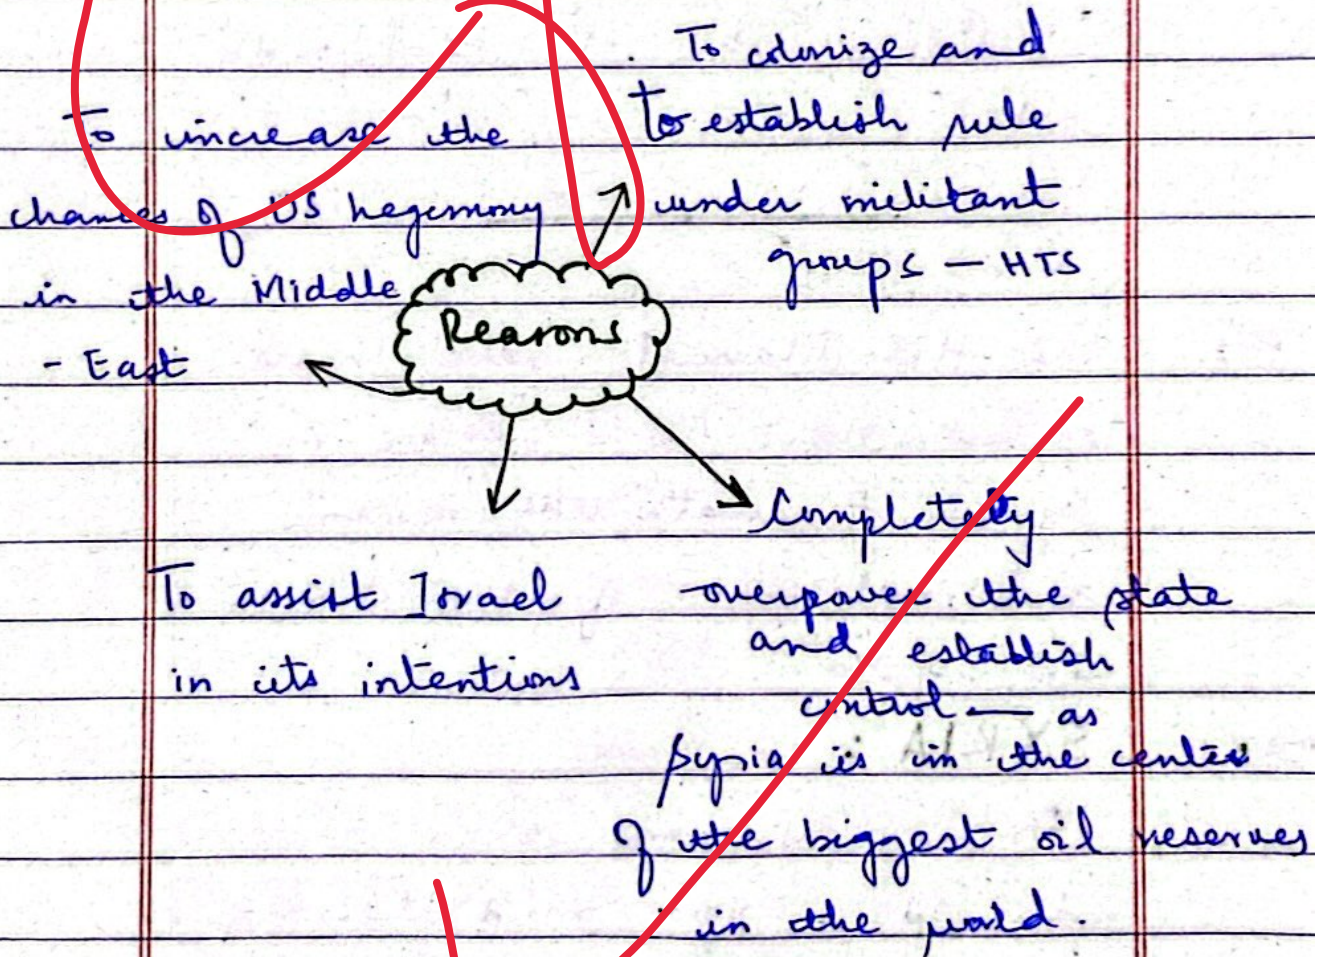 To increase the
chances of US hegemony
in the Middle
- East
. To colonize and
to establish rule
under militant
groups - HTS
Reasons
To assist Israel
in its intentions
Completely
overpower the state
and establish
control — as
Syria is in the center
of the biggest oil reserves
in the world.